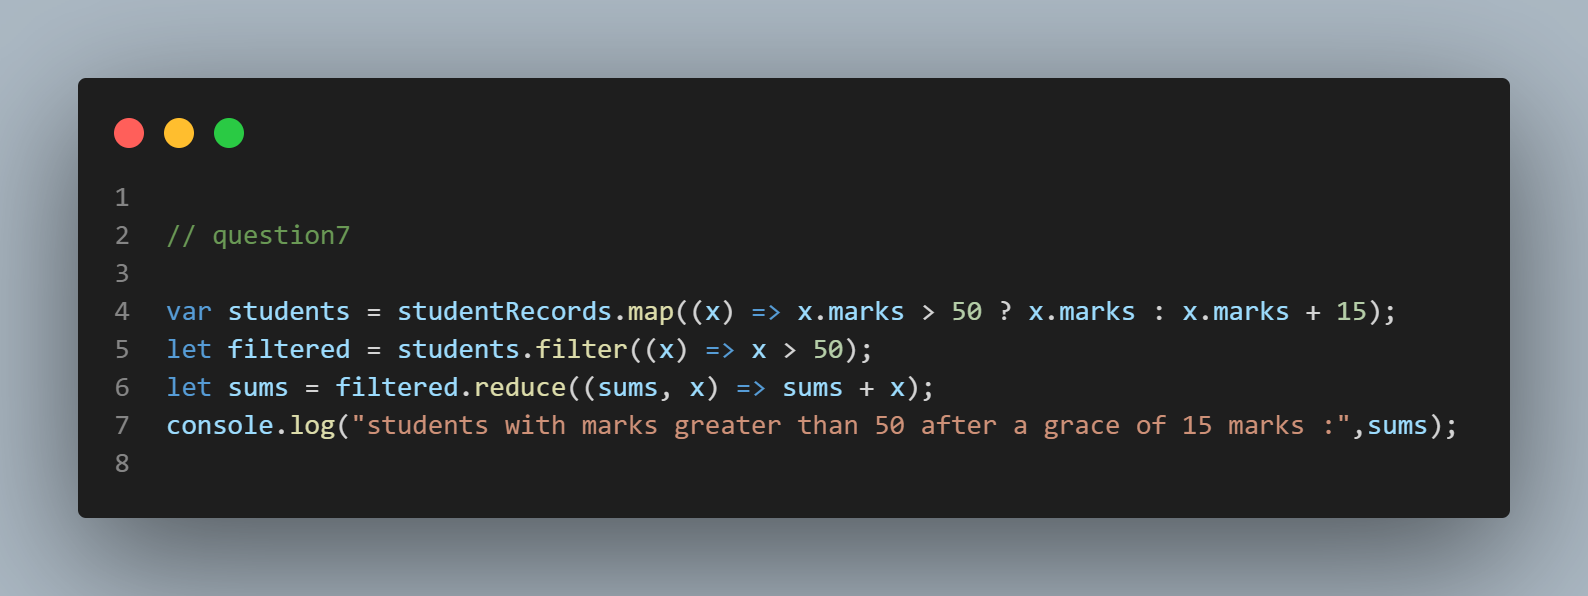 1
2 // question7
3
4 var students = studentRecords.map((x) => x.marks > 50 ? x.marks : x.marks + 15);
5 let filtered = students.filter((x) => x > 50);
6 let sums = filtered.reduce((sums, x) => sums + x);
7 console.log("students with marks greater than 50 after a grace of 15 marks :",sums);
8